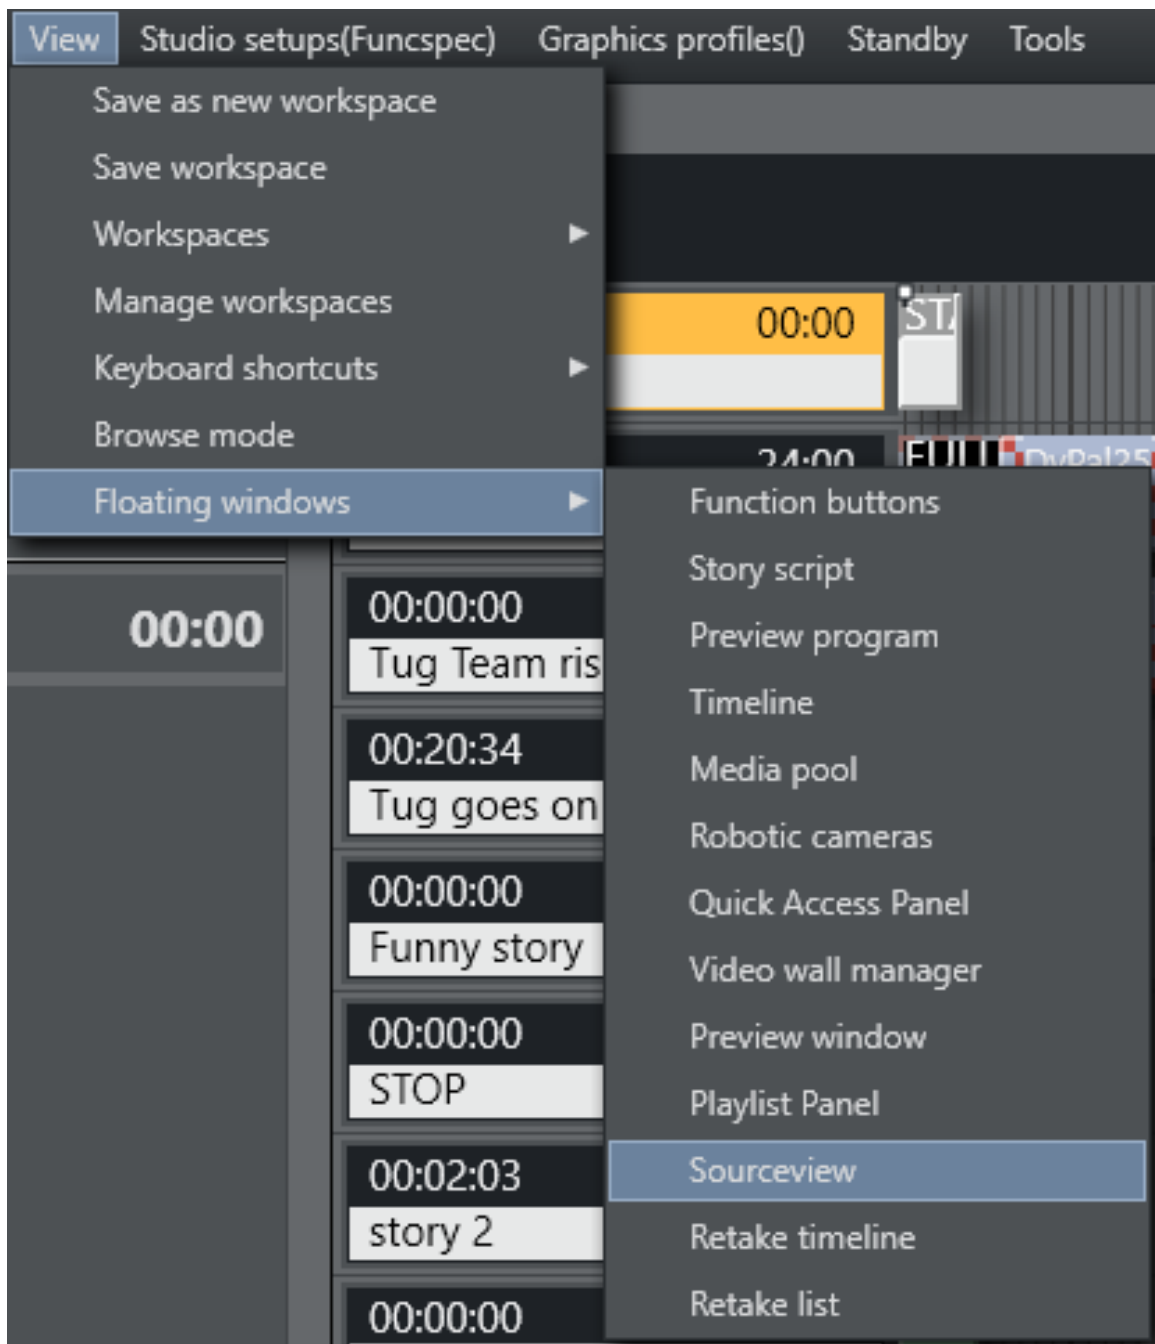 View Studio setups(Funcspec) Graphics profiles() Standby Tools
Save as new workspace
Save workspace
Workspaces
Manage workspaces
Keyboard shortcuts
Browse mode
Floating windows
00:00
24:00
DvPal25
Function buttons
Story script
Preview program
Timeline
Media pool
Robotic cameras
Quick Access Panel
Video wall manager
Preview window
Playlist Panel
Sourceview
Retake timeline
Retake list
00:00
00:00:00
Tug Team ris
00:20:34
Tug goes on
00:00:00
Funny story
00:00:00
STOP
00:02:03
story 2
00:00:00